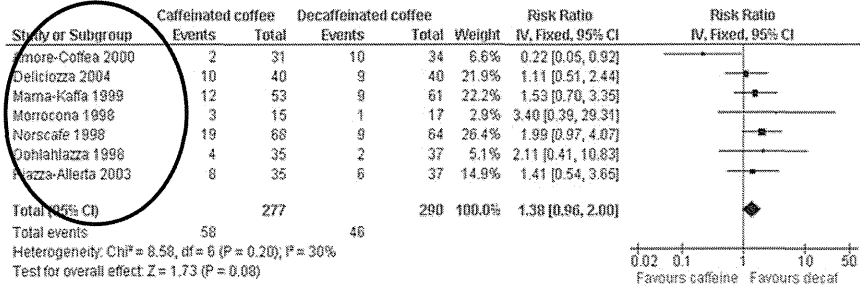 Caffeinated coffee Decaffeinated coffee Risk Ratio Risk Ratio
Study or Subgroup Events Total Events Total Weight IV, Fixed, 95% CI IV, Fixed, 95% CI
Amore-Coffea 2000 2 31 10 34 6.6% 0.22 [0.05, 0.92]
Deliciozza 2004 10 40 9 40 21.9% 1.11 [0.51, 2.44]
Mama-Kaffa 1999 12 53 9 61 22.2% 1.53 [0.70, 3.35]
Morrocona 1998 3 15 1 17 2.9% 3.40 [0.39, 29.31]
Norscafe 1998 19 68 9 64 26.4% 1.99 [0.97, 4.07]
Oohlahlazza 1998 4 35 2 37 5.1% 2.11 [0.41, 10.83]
Piazza-Allerta 2003 8 35 6 37 14.9% 1.41 [0.54, 3.65]
Total (95% CI) 277 290 100.0% 1.38 [0.96, 2.00]
Total events 58 46
Heterogeneity: Chi² = 8.58, df = 6 (P = 0.20); I² = 30%
Test for overall effect: Z = 1.73 (P = 0.08)
0.02 0.1 1 10 50
Favours caffeine Favours decaf